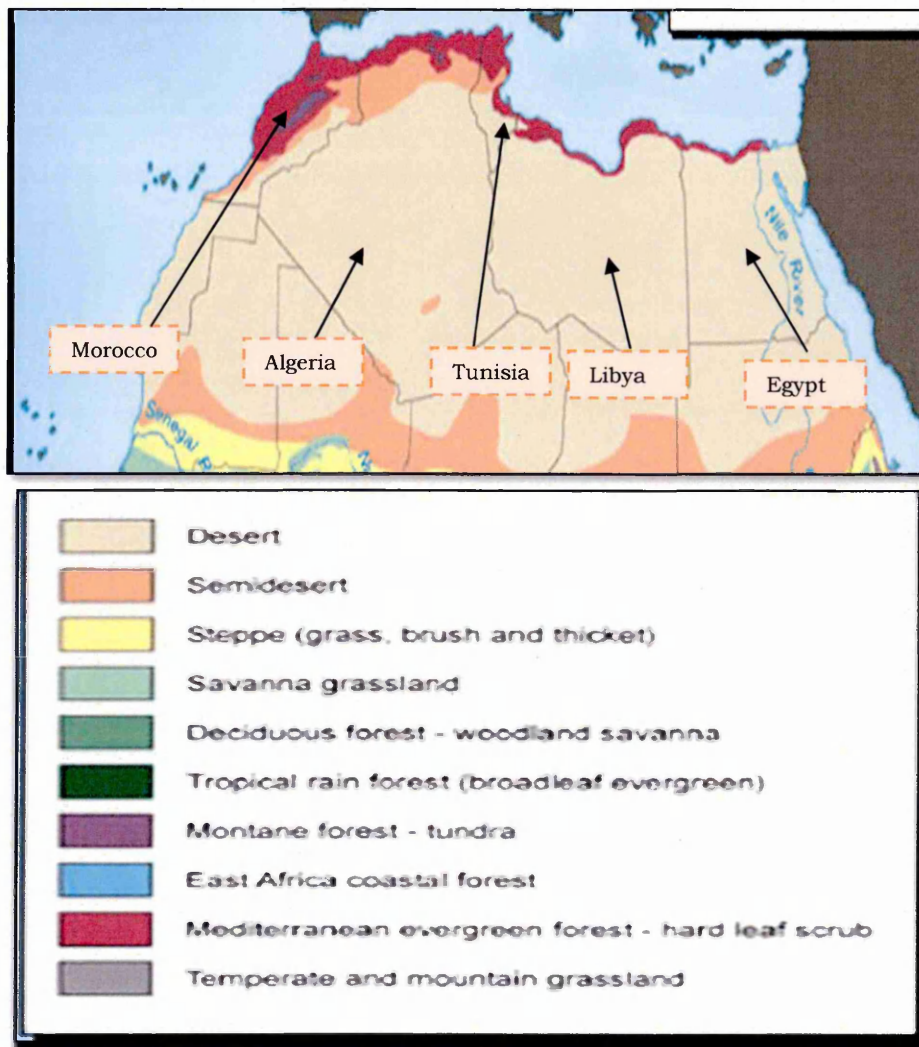 Nile River
Morocco
Algeria
Tunisia
Libya
Egypt
Senegal R
N
Desert
Semidesert
Steppe (grass, brush and thicket)
Savanna grassland
Deciduous forest - woodland savanna
Tropical rain forest (broadleaf evergreen)
Montane forest - tundra
East Africa coastal forest
Mediterranean evergreen forest - hard leaf scrub
Temperate and mountain grassland